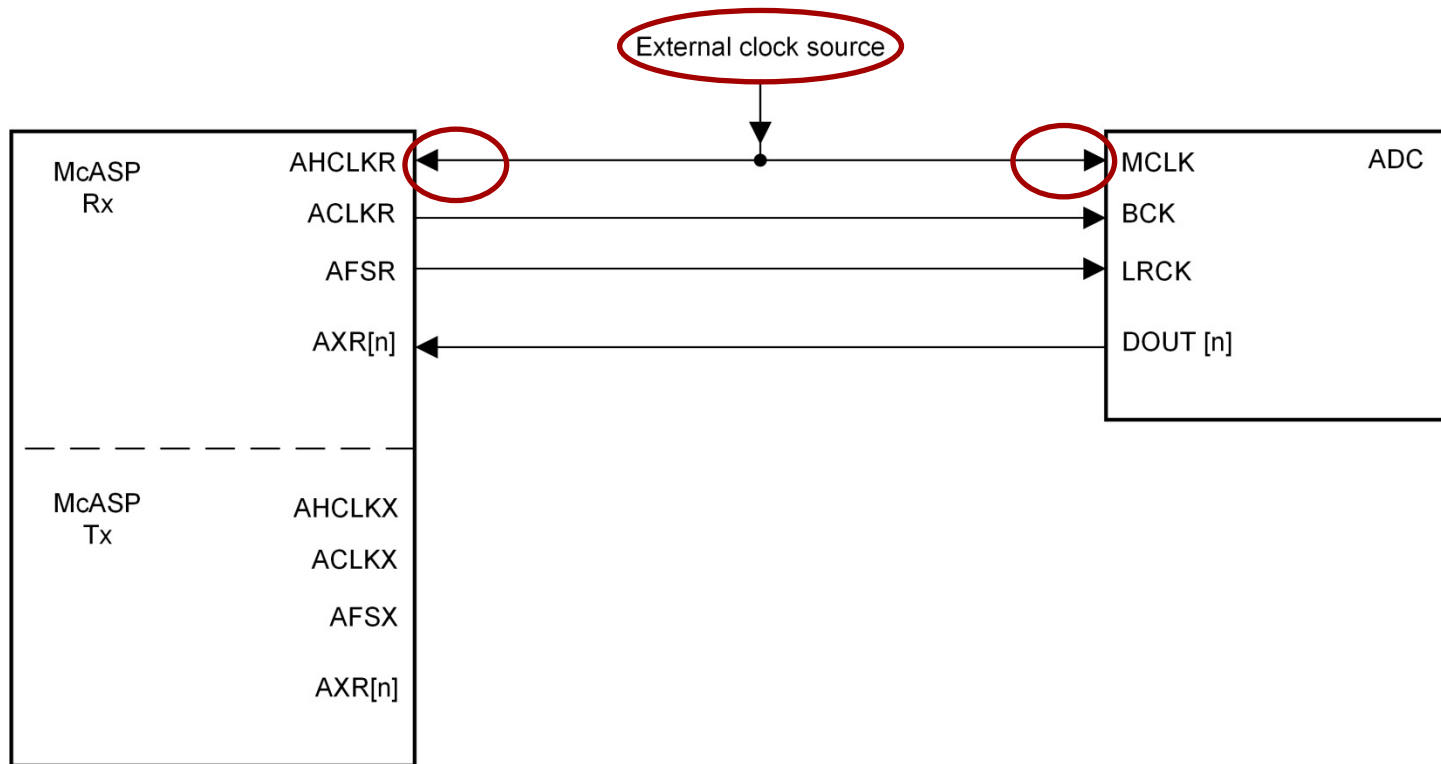 External clock source
McASP
Rx
AHCLKR
ACLKR
AFSR
AXR[n]
MCLK
ADC
BCK
LRCK
DOUT [n]
McASP
Tx
AHCLKX
ACLKX
AFSX
AXR[n]